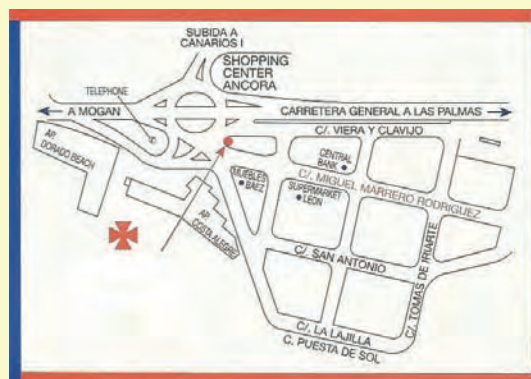 SUBIDA A
CANARIOS I
SHOPPING
CENTER
ANCORA
TELEPHONE
A MOGAN
CARRETERA GENERAL A LAS PALMAS
C/. VIERA Y CLAVIJO
AP.
DORADO BEACH
CENTRAL
BANK
C/. MIGUEL MARRERO RODRIGUEZ
MUEBLES
BAEZ
SUPERMARKET
LEON
AP.
COSTA ALEGRE
C/. SAN ANTONIO
C/. TOMAS DE IRIARTE
C/. LA LAJILLA
C. PUESTA DE SOL